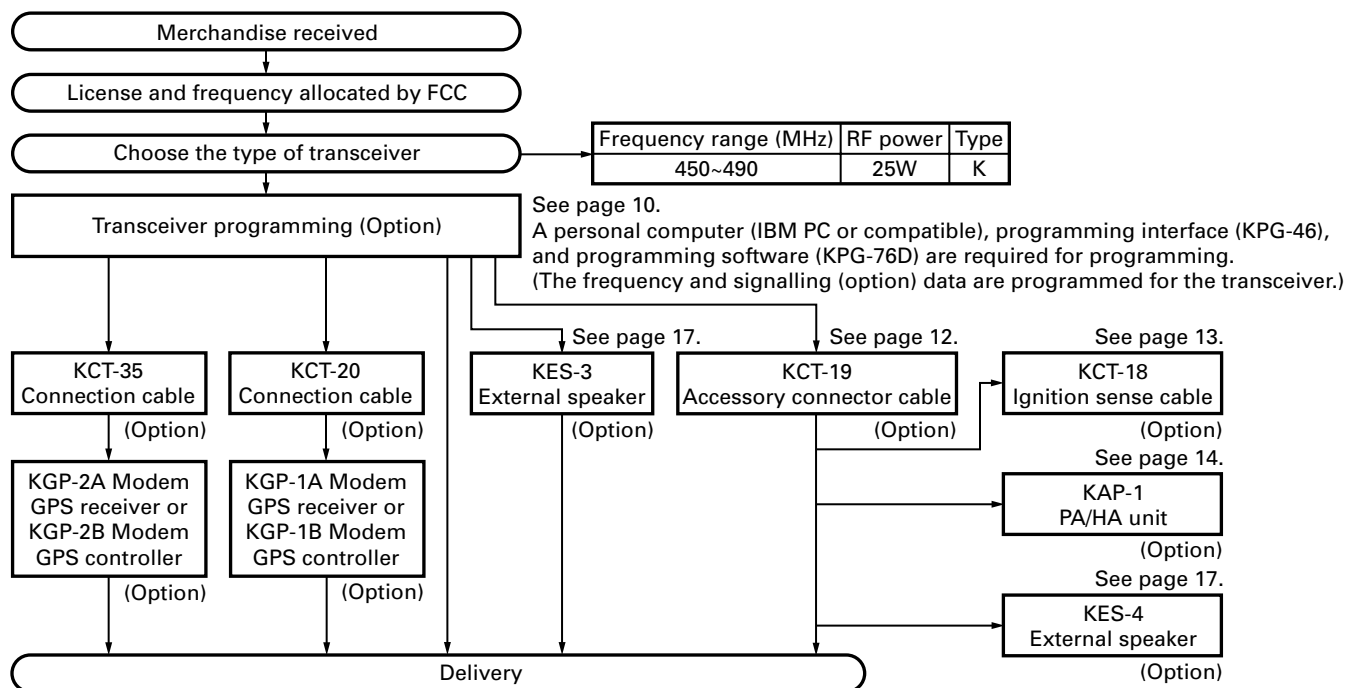 Merchandise received
License and frequency allocated by FCC
Choose the type of transceiver
Frequency range (MHz) RF power Type
450~490 25W K
Transceiver programming (Option)
See page 10.
A personal computer (IBM PC or compatible), programming interface (KPG-46),
and programming software (KPG-76D) are required for programming.
(The frequency and signalling (option) data are programmed for the transceiver.)
KCT-35
Connection cable
(Option)
KGP-2A Modem
GPS receiver or
KGP-2B Modem
GPS controller
(Option)
KCT-20
Connection cable
(Option)
KGP-1A Modem
GPS receiver or
KGP-1B Modem
GPS controller
(Option)
See page 17.
KES-3
External speaker
(Option)
See page 12.
KCT-19
Accessory connector cable
(Option)
See page 13.
KCT-18
Ignition sense cable
(Option)
See page 14.
KAP-1
PA/HA unit
(Option)
See page 17.
KES-4
External speaker
(Option)
Delivery